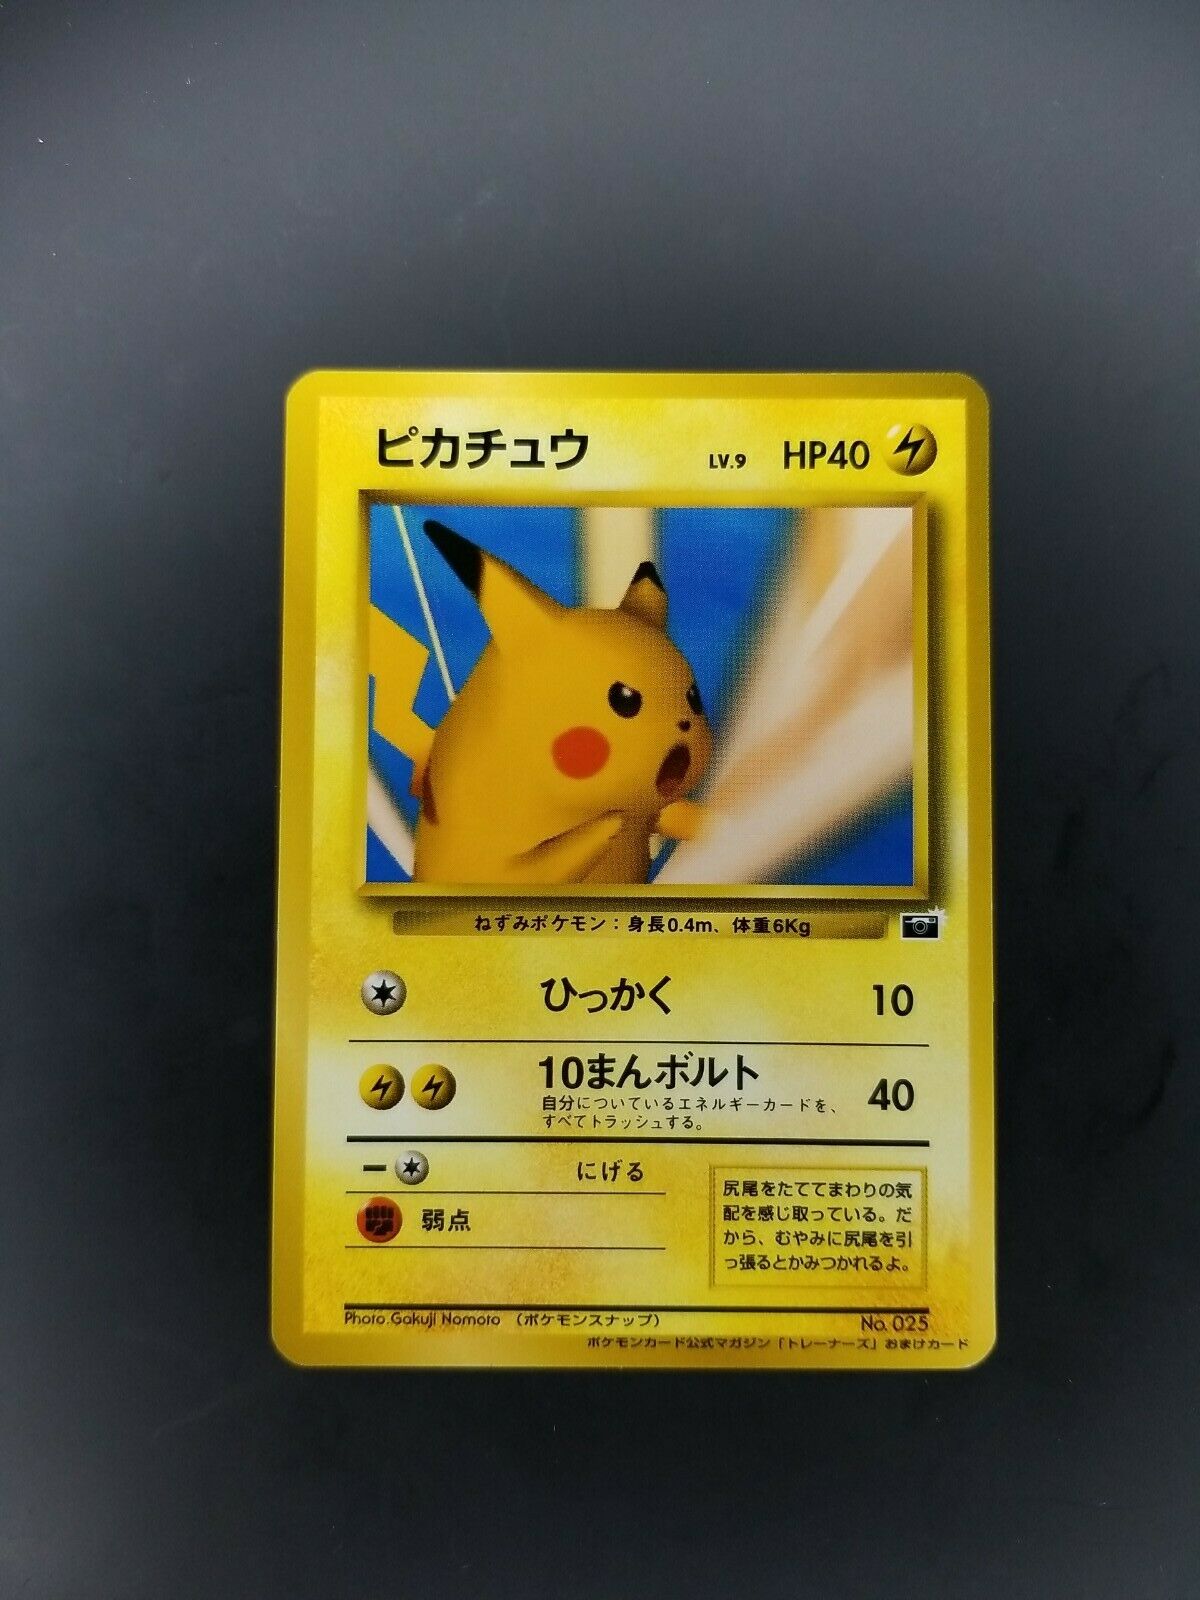 ピカチュウ LV.9 HP40
ねずみポケモン：身長0.4m、体重6Kg
ひっかく 10
10まんボルト 40
自分についているエネルギーカードを、
すべてトラッシュする。
にげる
弱点
尻尾をたててまわりの気
配を感じ取っている。だ
から、むやみに尻尾を引
っ張るとかみつかれるよ。
Photo.Gakuji Nomoto （ポケモンスナップ） No. 025
ポケモンカード公式マガジン「トレーナーズ」おまけカード